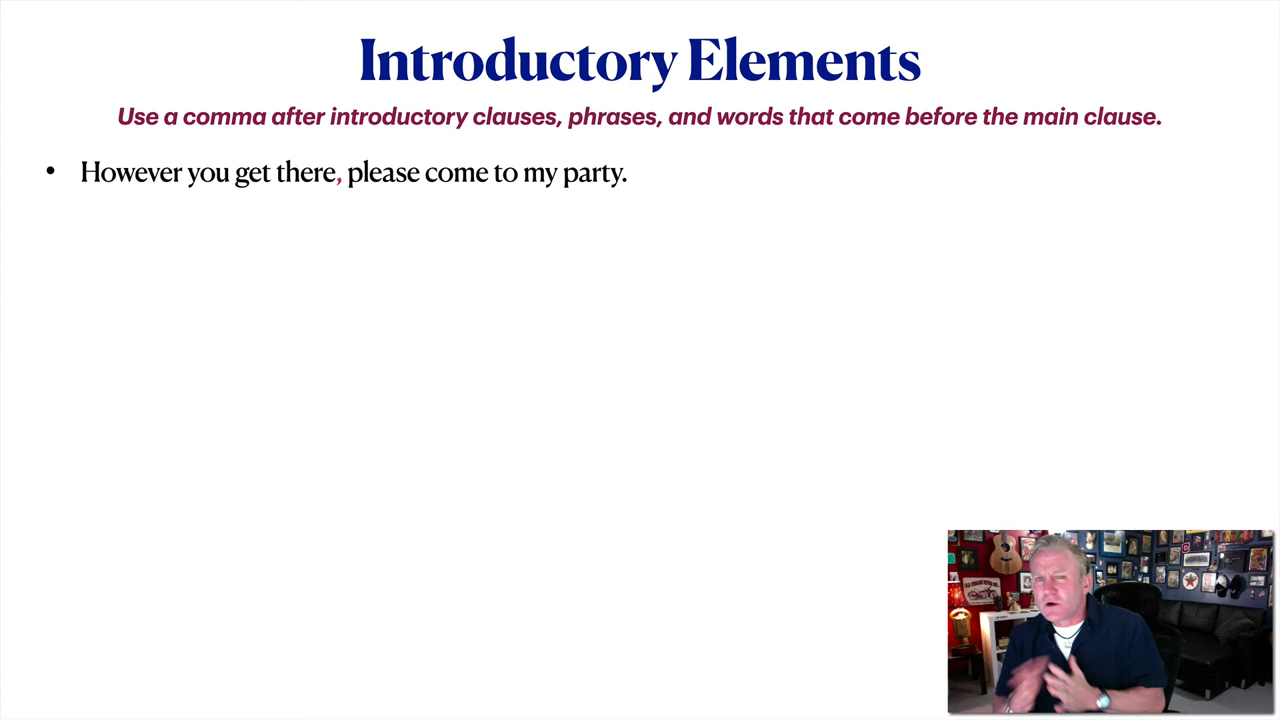 Introductory Elements
Use a comma after introductory clauses, phrases, and words that come before the main clause.
• However you get there, please come to my party.